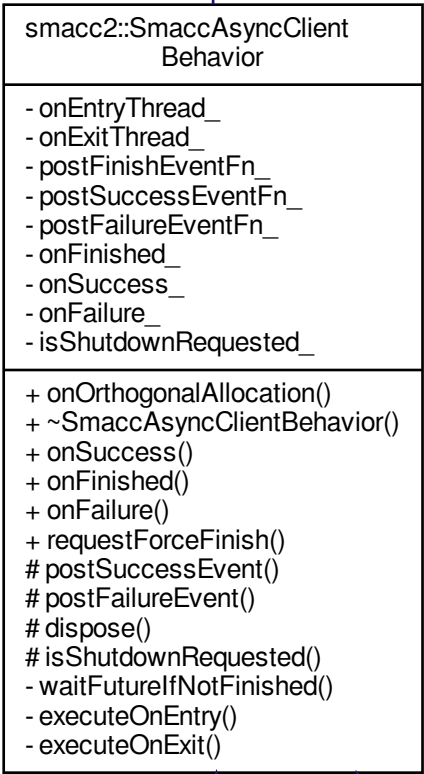 smacc2::SmaccAsyncClient
Behavior
- onEntryThread_
- onExitThread_
- postFinishEventFn_
- postSuccessEventFn_
- postFailureEventFn_
- onFinished_
- onSuccess_
- onFailure_
- isShutdownRequested_
+ onOrthogonalAllocation()
+ ~SmaccAsyncClientBehavior()
+ onSuccess()
+ onFinished()
+ onFailure()
+ requestForceFinish()
# postSuccessEvent()
# postFailureEvent()
# dispose()
# isShutdownRequested()
- waitFutureIfNotFinished()
- executeOnEntry()
- executeOnExit()